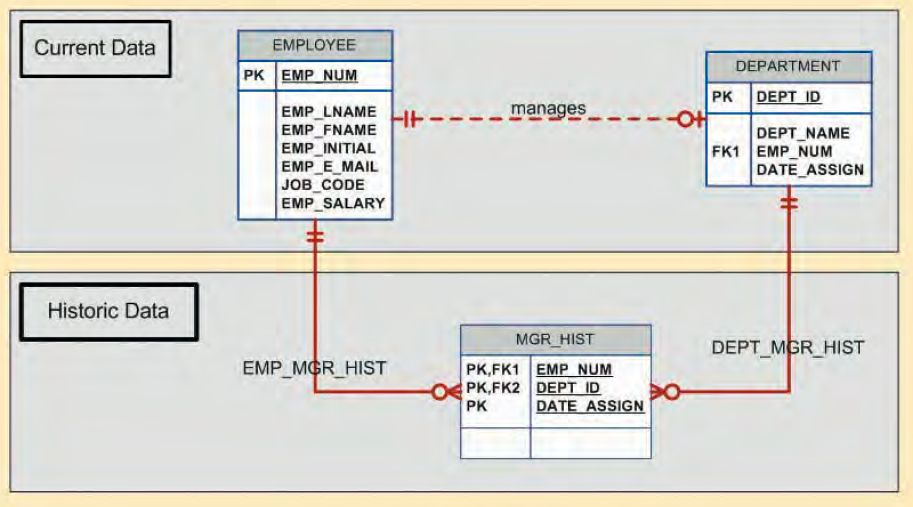 Current Data
EMPLOYEE
PK EMP_NUM
EMP_LNAME
EMP_FNAME
EMP_INITIAL
EMP_E_MAIL
JOB_CODE
EMP_SALARY
manages
DEPARTMENT
PK DEPT_ID
DEPT_NAME
FK1 EMP_NUM
DATE_ASSIGN
Historic Data
EMP_MGR_HIST
MGR_HIST
PK,FK1 EMP_NUM
PK,FK2 DEPT_ID
PK DATE_ASSIGN
DEPT_MGR_HIST